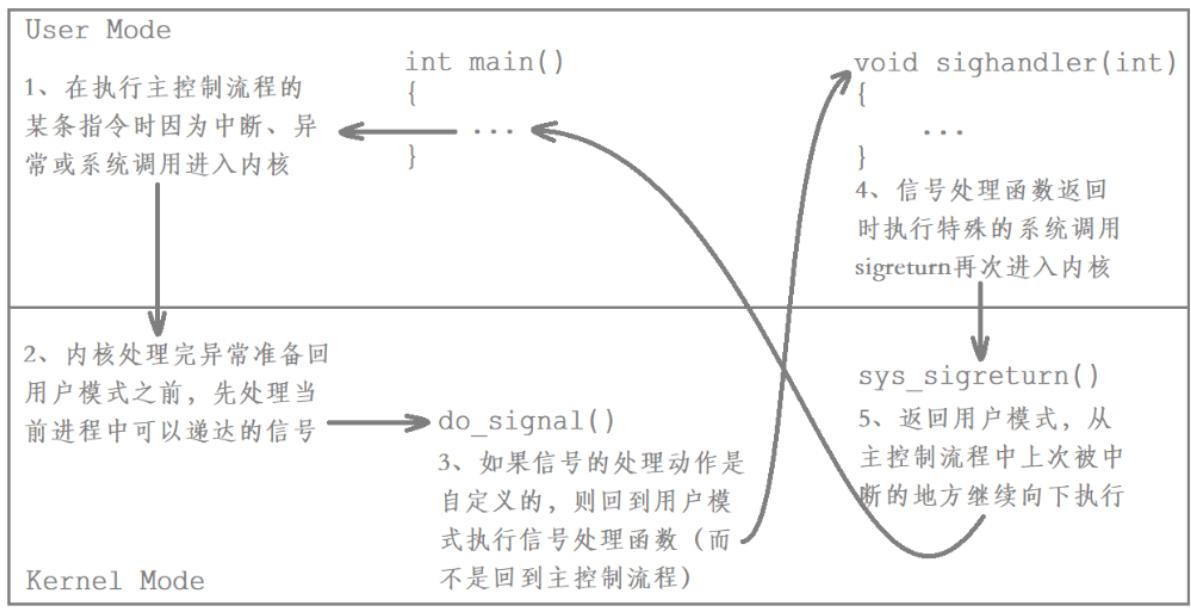 User Mode
1、在执行主控制流程的
某条指令时因为中断、异
常或系统调用进入内核
int main()
{
...
}
void sighandler(int)
{
...
}
4、信号处理函数返回
时执行特殊的系统调用
sigreturn再次进入内核
2、内核处理完异常准备回
用户模式之前，先处理当
前进程中可以递达的信号
do_signal()
3、如果信号的处理动作是
自定义的，则回到用户模
式执行信号处理函数（而
不是回到主控制流程）
sys_sigreturn()
5、返回用户模式，从
主控制流程中上次被中
断的地方继续向下执行
Kernel Mode